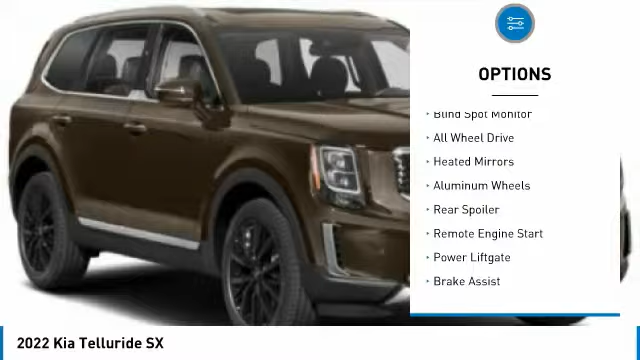 OPTIONS
Blind Spot Monitor
All Wheel Drive
Heated Mirrors
Aluminum Wheels
Rear Spoiler
Remote Engine Start
Power Liftgate
Brake Assist
2022 Kia Telluride SX